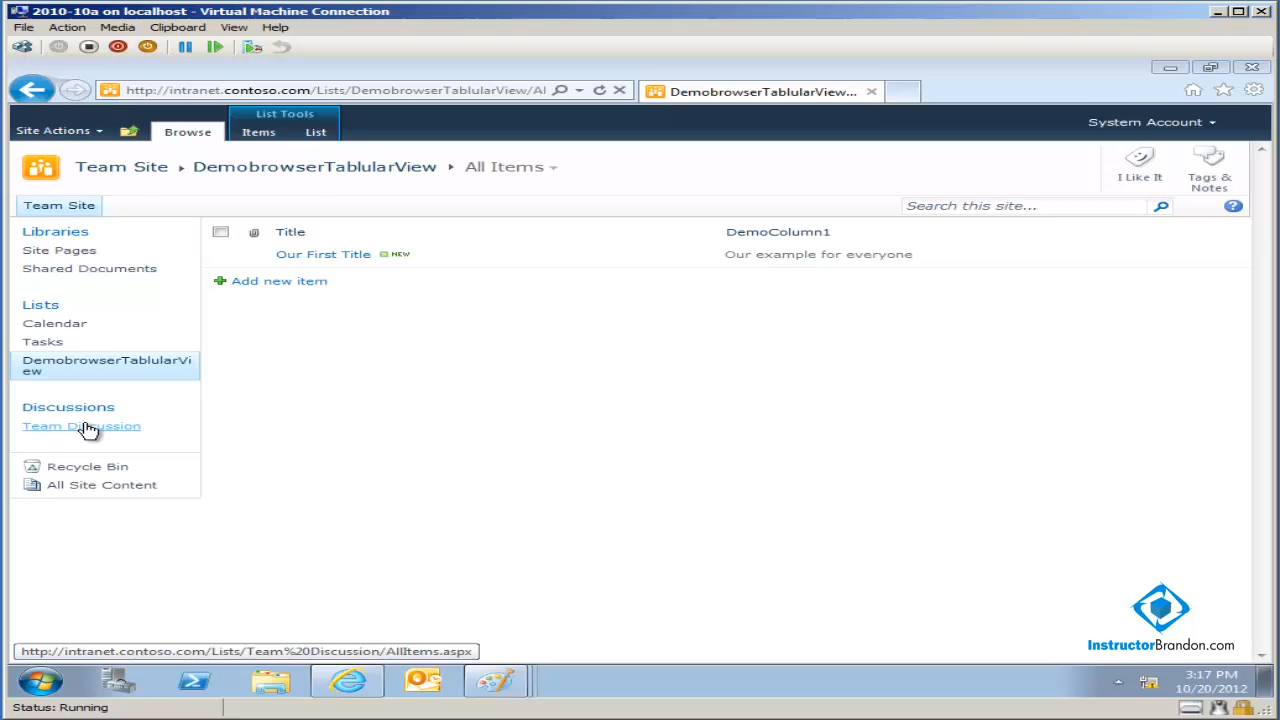 2010-10a on localhost - Virtual Machine Connection
File Action Media Clipboard View Help
http://intranet.contoso.com/Lists/DemobrowserTablularView/Al
DemobrowserTablularView...
List Tools
Site Actions Browse Items List
System Account
Team Site DemobrowserTablularView All Items
I Like It
Tags & Notes
Team Site
Search this site...
Libraries
Site Pages
Shared Documents
Lists
Calendar
Tasks
DemobrowserTablularVi
ew
Discussions
Team Discussion
Recycle Bin
All Site Content
Title DemoColumn1
Our First Title NEW Our example for everyone
Add new item
InstructorBrandon.com
http://intranet.contoso.com/Lists/Team%20Discussion/AllItems.aspx
3:17 PM
10/20/2012
Status: Running